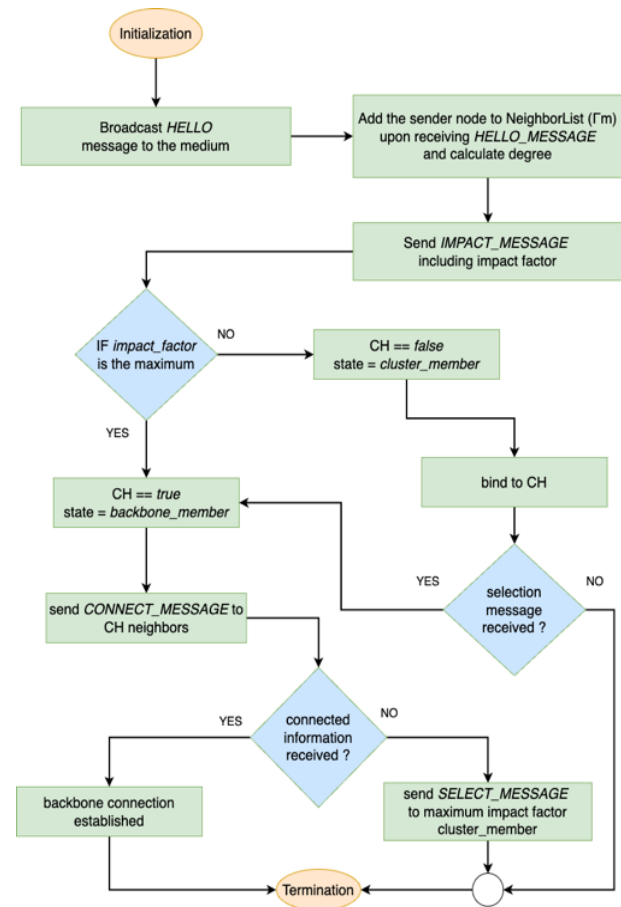 Initialization
Broadcast HELLO
message to the medium
Add the sender node to NeighborList (Γm)
upon receiving HELLO_MESSAGE
and calculate degree
Send IMPACT_MESSAGE
including impact factor
IF impact_factor
is the maximum
NO
CH == false
state = cluster_member
YES
CH == true
state = backbone_member
bind to CH
YES
selection
message
received ?
NO
send CONNECT_MESSAGE to
CH neighbors
YES
connected
information
received ?
NO
backbone connection
established
send SELECT_MESSAGE
to maximum impact factor
cluster_member
Termination